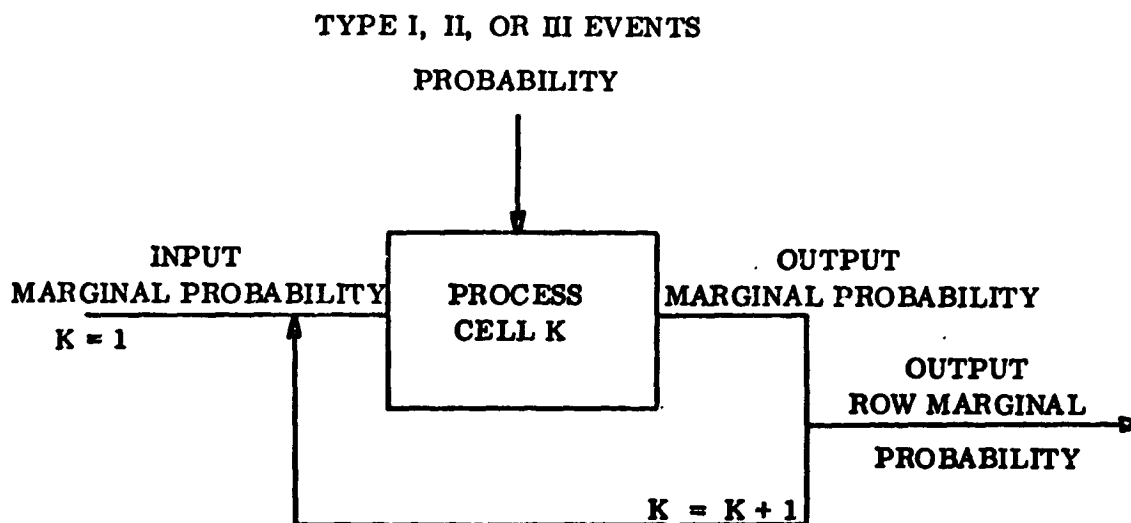 TYPE I, II, OR III EVENTS
PROBABILITY
INPUT
MARGINAL PROBABILITY
K = 1
PROCESS
CELL K
OUTPUT
MARGINAL PROBABILITY
OUTPUT
ROW MARGINAL
PROBABILITY
K = K + 1